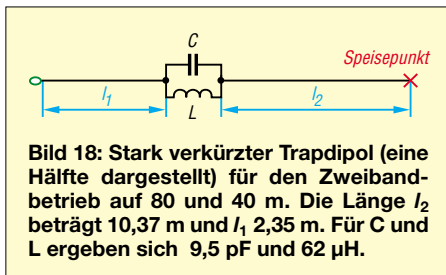 C
Speisepunkt
l1
L
l2
Bild 18: Stark verkürzter Trapdipol (eine
Hälfte dargestellt) für den Zweiband-
betrieb auf 80 und 40 m. Die Länge l2
beträgt 10,37 m und l1 2,35 m. Für C und
L ergeben sich 9,5 pF und 62 µH.